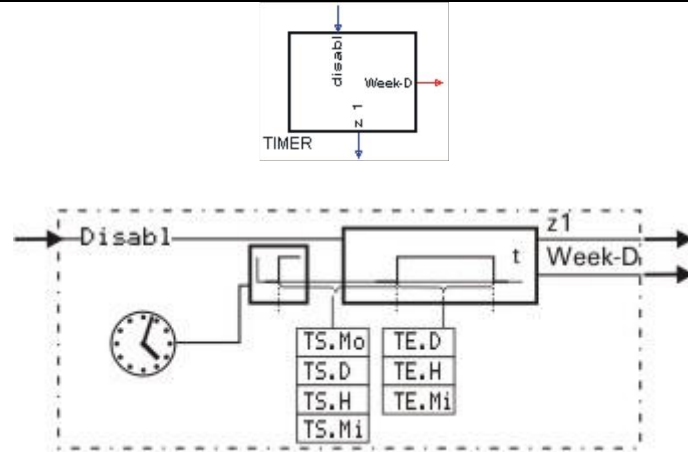 disabl
Week-D
z 1
TIMER
Disabl
z1
t
Week-D
TS.Mo
TE.D
TS.D
TE.H
TS.H
TE.Mi
TS.Mi